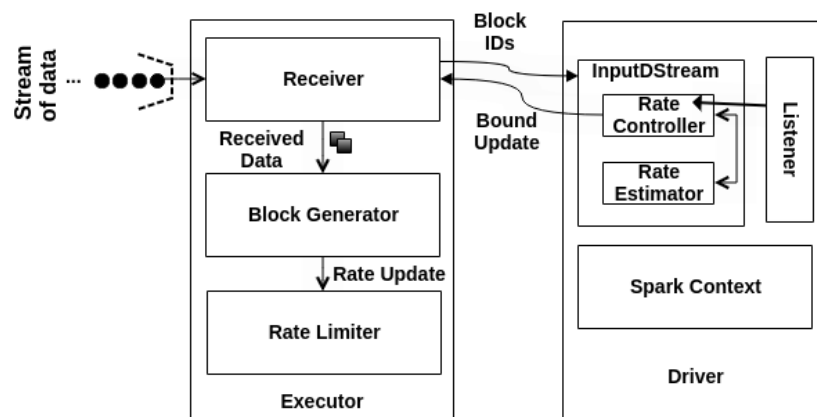 Stream
of data
...
Receiver
Received
Data
Block Generator
Rate Update
Rate Limiter
Executor
Block
IDs
Bound
Update
InputDStream
Rate
Controller
Rate
Estimator
Listener
Spark Context
Driver